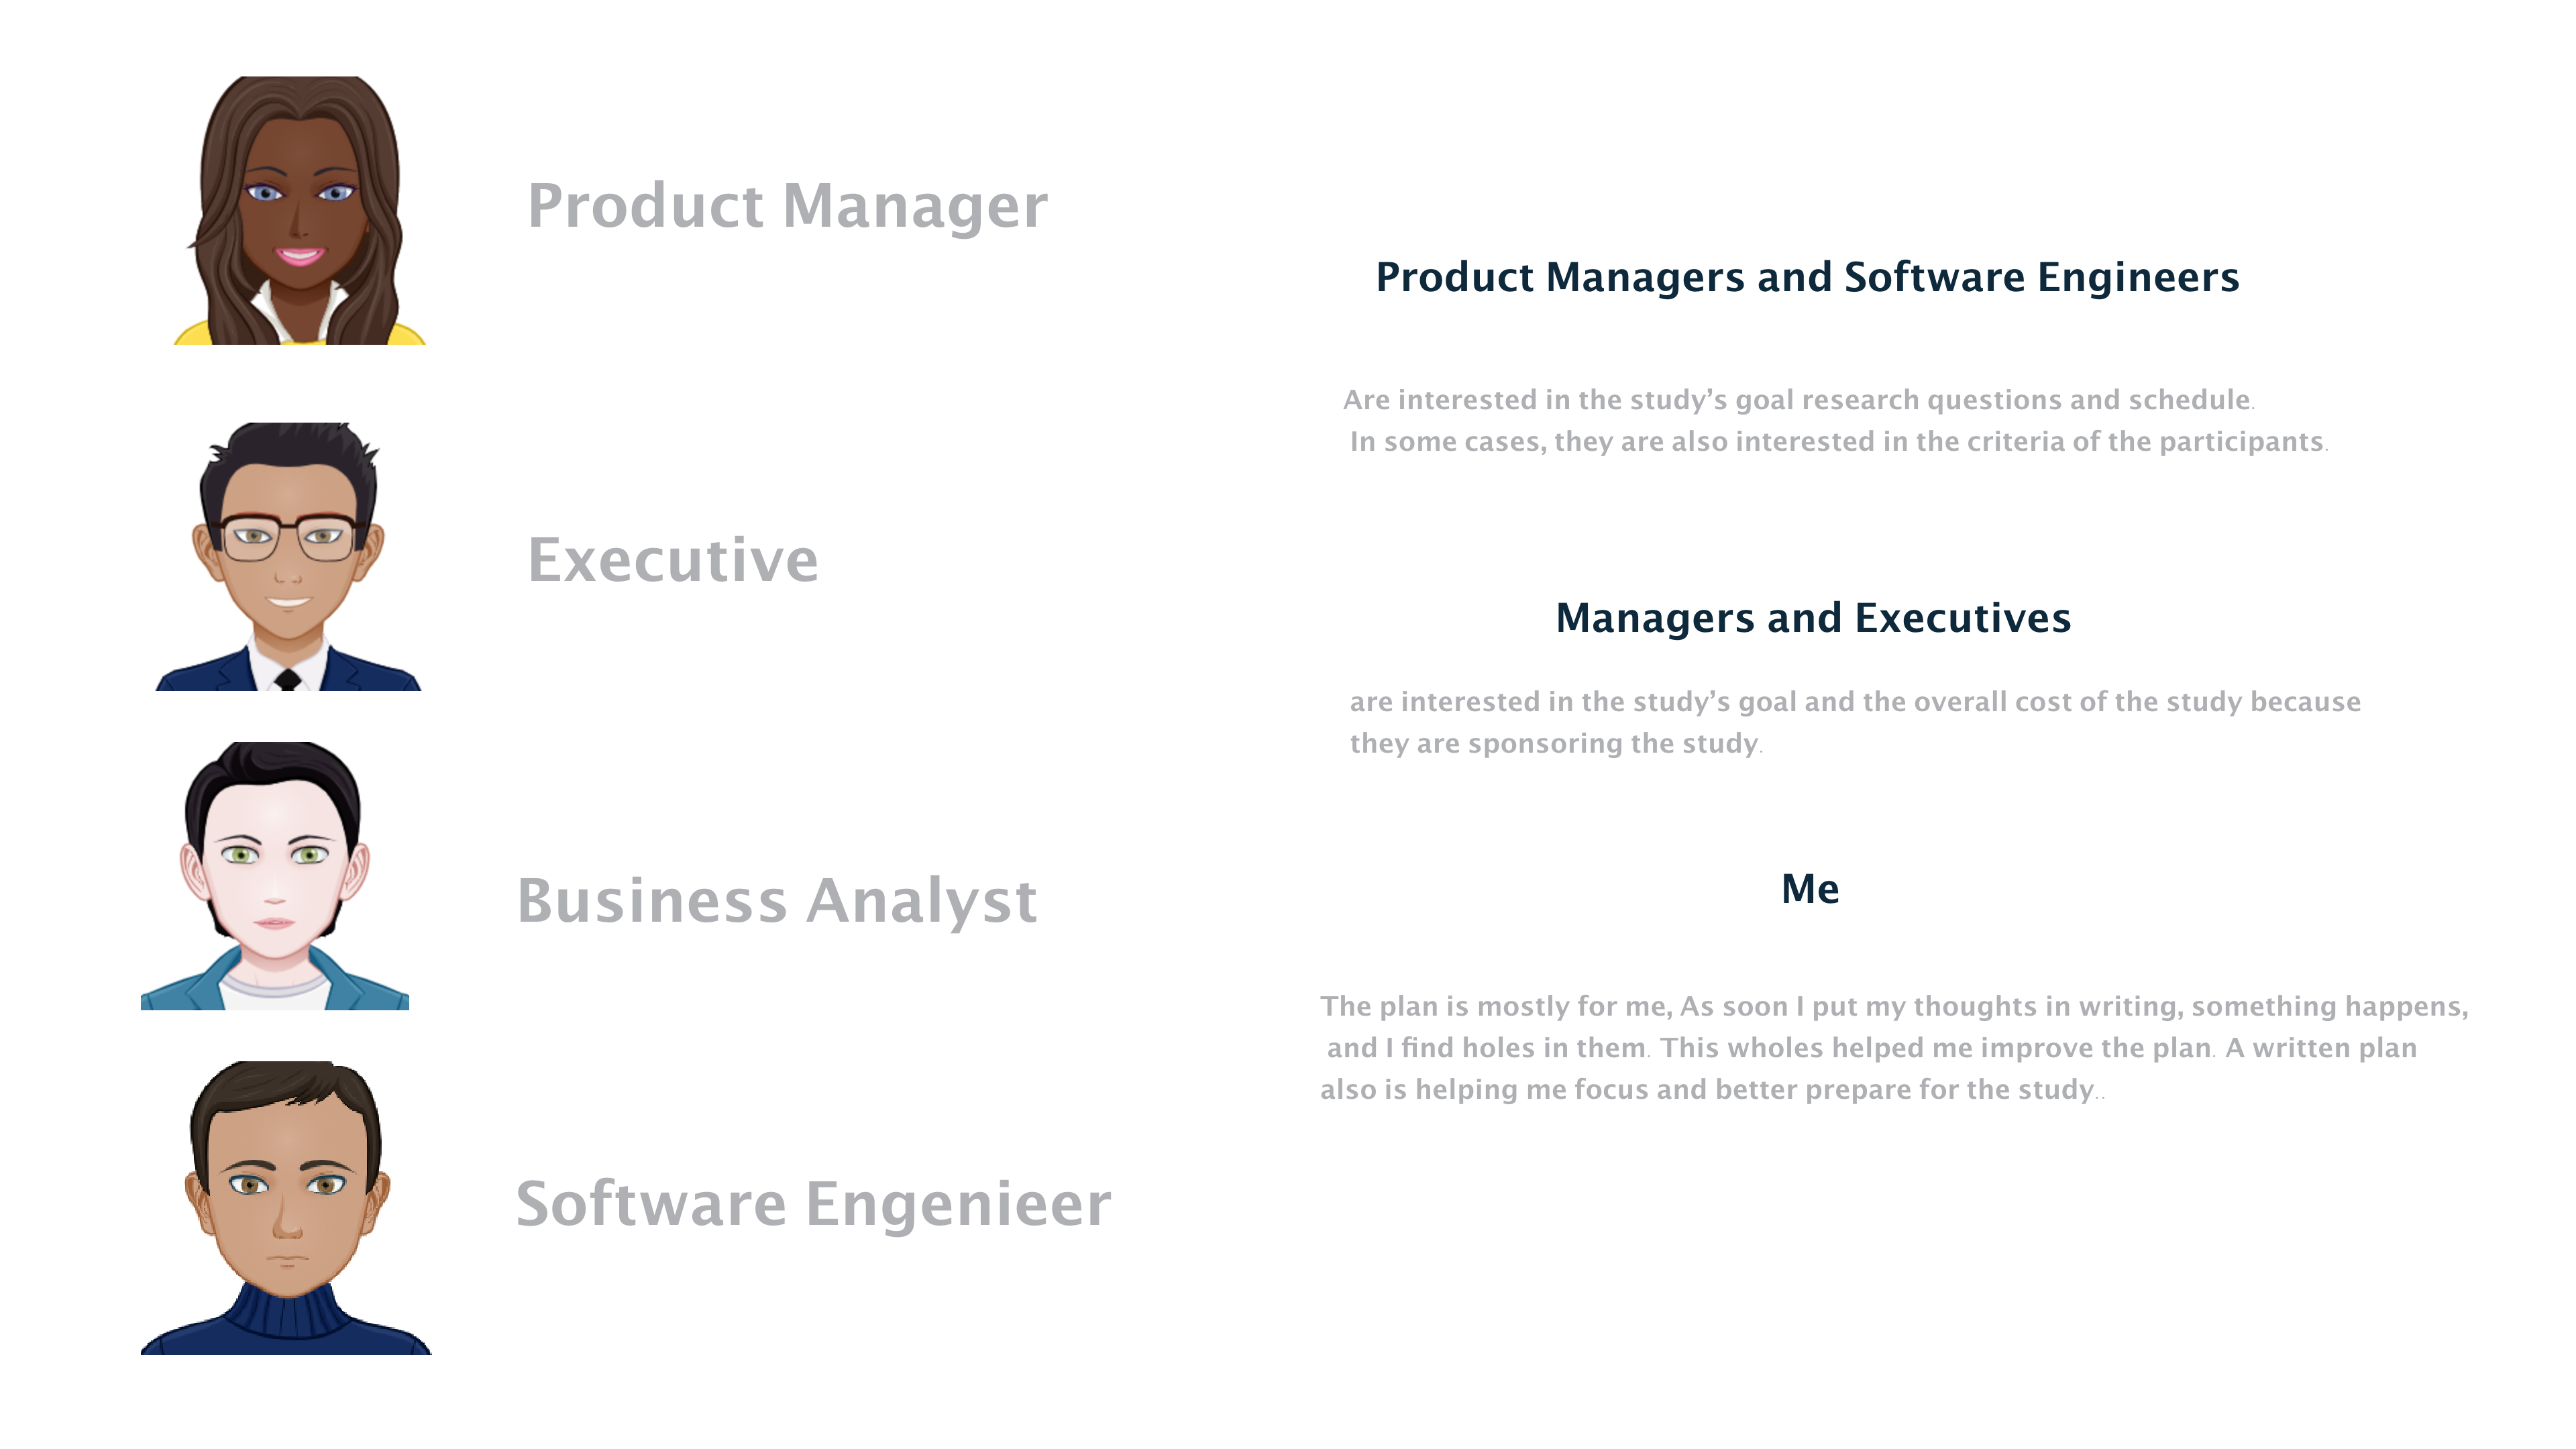 Product Manager
Executive
Business Analyst
Software Engenieer
Product Managers and Software Engineers
Are interested in the study’s goal research questions and schedule.
In some cases, they are also interested in the criteria of the participants.
Managers and Executives
are interested in the study’s goal and the overall cost of the study because
they are sponsoring the study.
Me
The plan is mostly for me, As soon I put my thoughts in writing, something happens,
and I find holes in them. This wholes helped me improve the plan. A written plan
also is helping me focus and better prepare for the study..